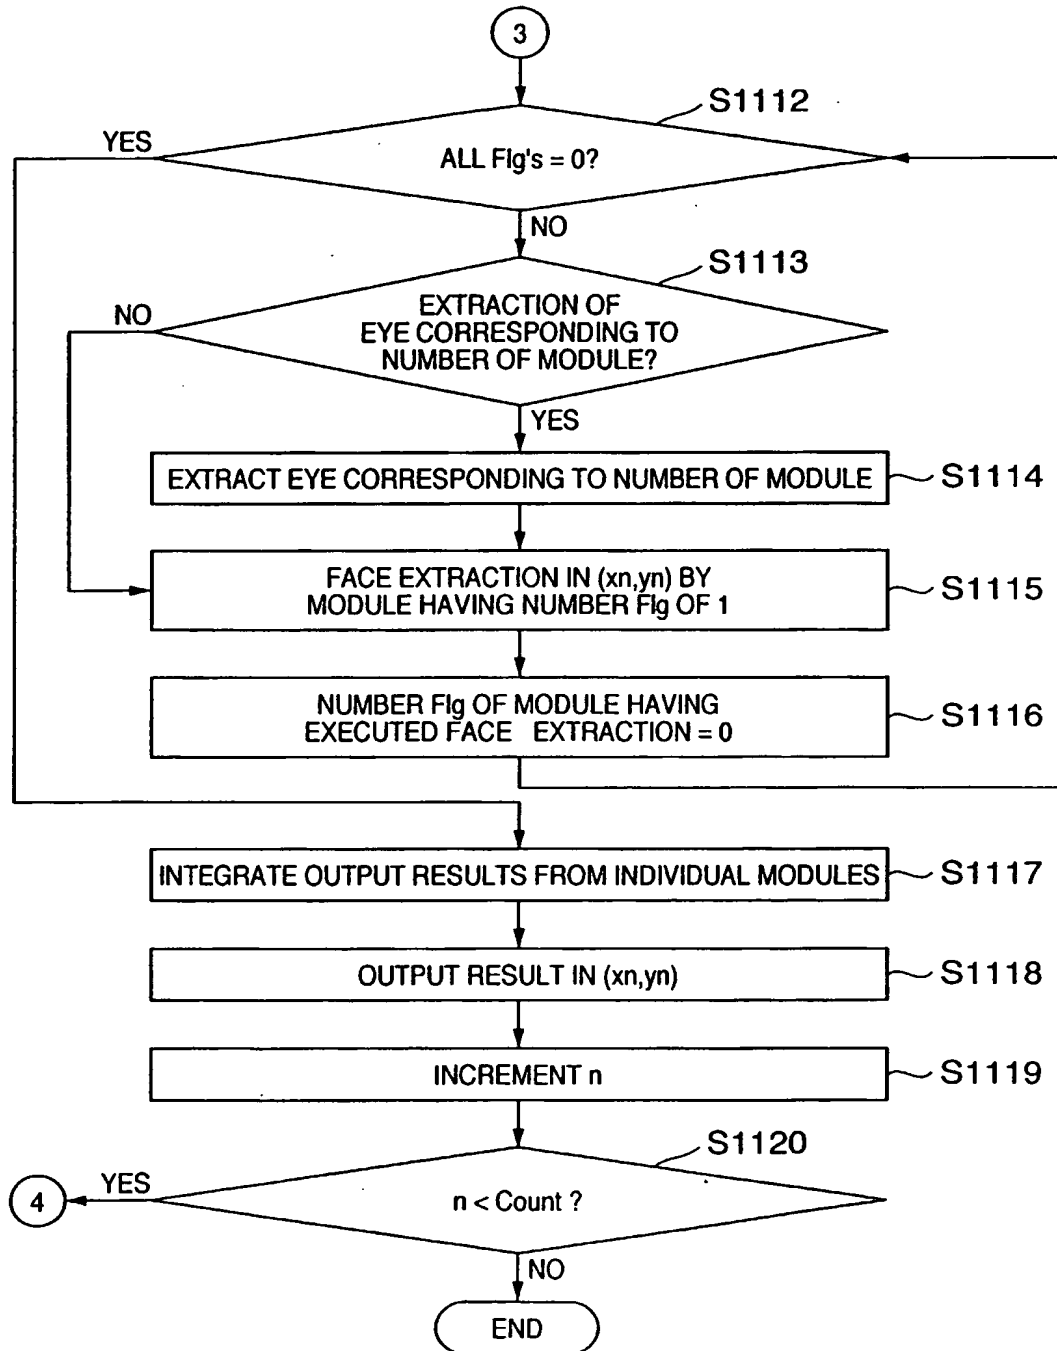 3
S1112
YES
ALL Flg's = 0?
NO
S1113
NO
EXTRACTION OF
EYE CORRESPONDING TO
NUMBER OF MODULE?
YES
EXTRACT EYE CORRESPONDING TO NUMBER OF MODULE
S1114
FACE EXTRACTION IN (xn,yn) BY
MODULE HAVING NUMBER Flg OF 1
S1115
NUMBER Flg OF MODULE HAVING
EXECUTED FACE EXTRACTION = 0
S1116
INTEGRATE OUTPUT RESULTS FROM INDIVIDUAL MODULES
S1117
OUTPUT RESULT IN (xn,yn)
S1118
INCREMENT n
S1119
S1120
4
YES
n < Count ?
NO
END